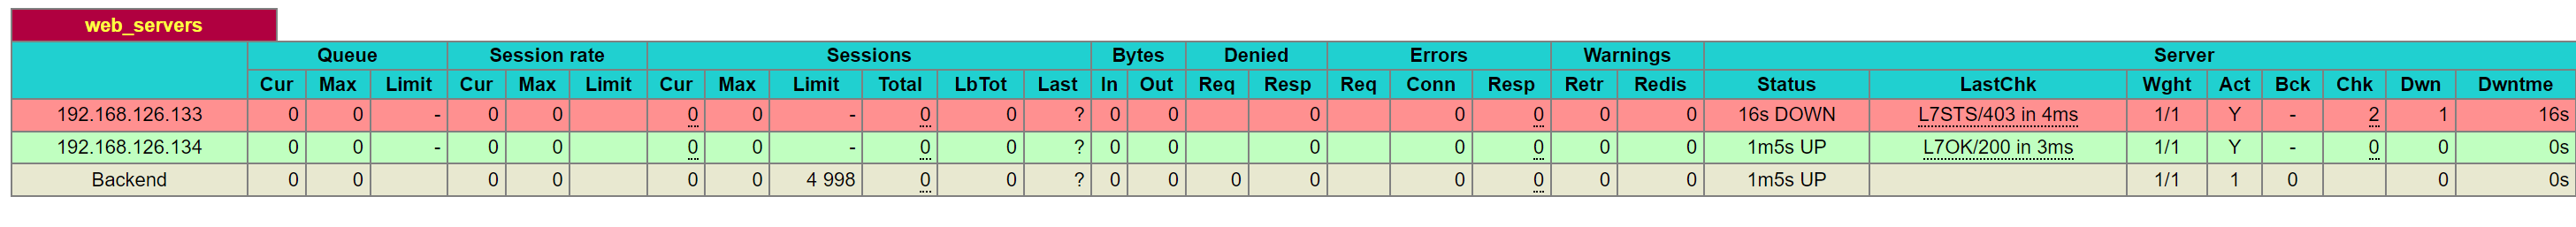 web_servers
Queue Session rate Sessions Bytes Denied Errors Warnings Server
Cur Max Limit Cur Max Limit Cur Max Limit Total LbTot Last In Out Req Resp Req Conn Resp Retr Redis Status LastChk Wght Act Bck Chk Dwn Dwntme
192.168.126.133 0 0 - 0 0 0 0 - 0 0 ? 0 0 0 0 0 0 0 16s DOWN L7STS/403 in 4ms 1/1 Y - 2 1 16s
192.168.126.134 0 0 - 0 0 0 0 - 0 0 ? 0 0 0 0 0 0 0 1m5s UP L7OK/200 in 3ms 1/1 Y - 0 0 0s
Backend 0 0 0 0 0 0 4 998 0 0 ? 0 0 0 0 0 0 0 0 1m5s UP 1/1 1 0 0 0s